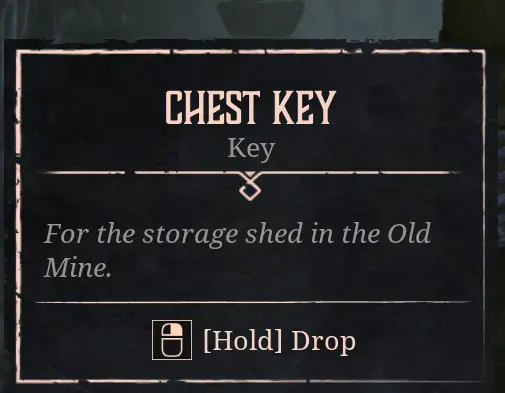 CHEST KEY
Key
For the storage shed in the Old
Mine.
[Hold] Drop